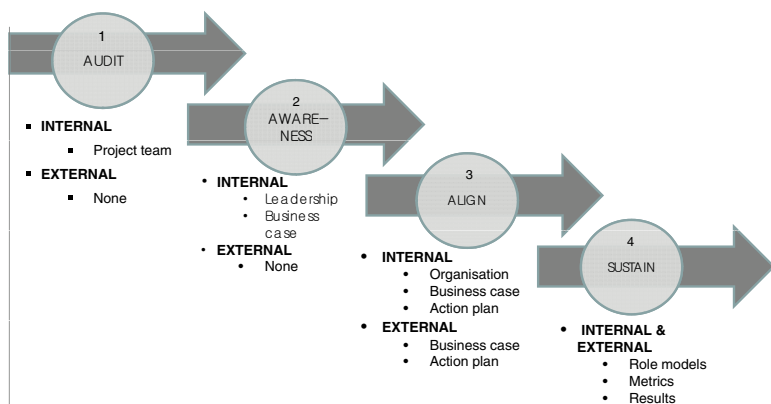 1
AUDIT
INTERNAL
Project team
EXTERNAL
None
2
AWARE–
NESS
INTERNAL
Leadership
Business
case
EXTERNAL
None
3
ALIGN
INTERNAL
Organisation
Business case
Action plan
EXTERNAL
Business case
Action plan
4
SUSTAIN
INTERNAL &
EXTERNAL
Role models
Metrics
Results